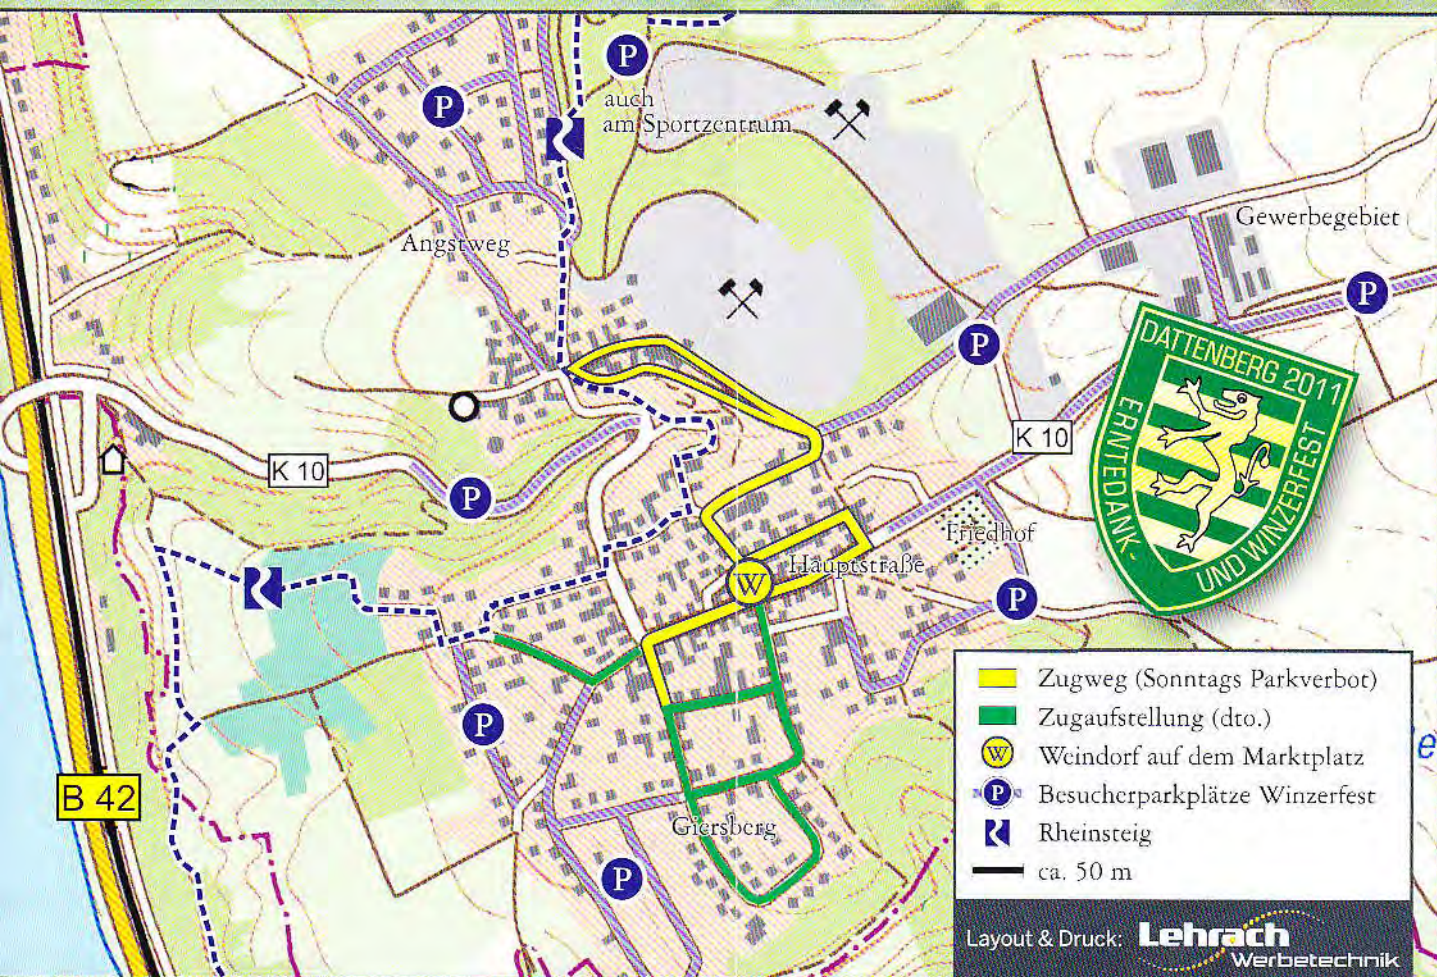 P
P
auch
am Sportzentrum
Gewerbegebiet
Angstweg
P
P
DATTENBERG 2011
ERNTEDANK-
UND WINZERFEST
K 10
K 10
P
Friedhof
Hauptstraße
W
P
P
B 42
Giersberg
P
Zugweg (Sonntags Parkverbot)
Zugaufstellung (dto.)
W Weindorf auf dem Marktplatz
P Besucherparkplätze Winzerfest
Rheinsteig
ca. 50 m
e
Layout & Druck: Lehrach
Werbetechnik